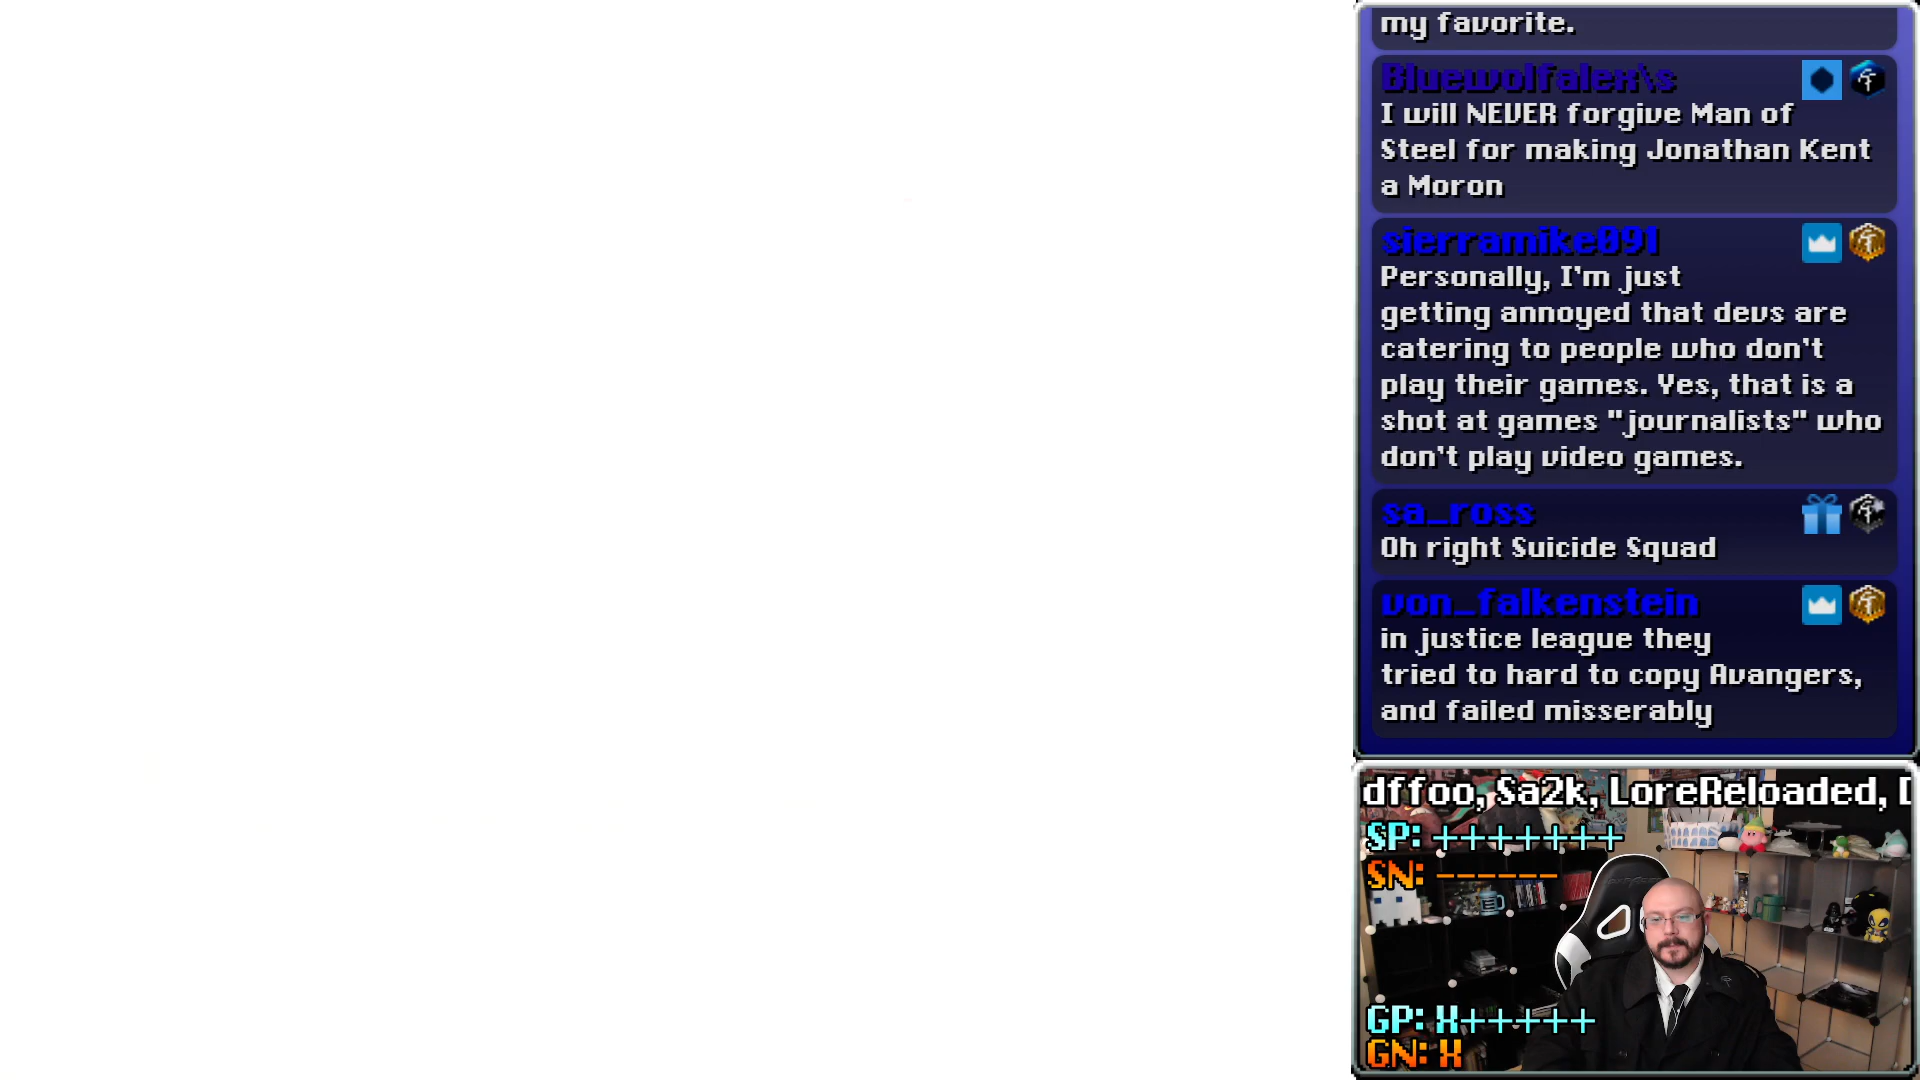 my favorite.
Bluewolfalex\s
I will NEVER forgive Man of
Steel for making Jonathan Kent
a Moron
sierramike091
Personally, I'm just
getting annoyed that devs are
catering to people who don't
play their games. Yes, that is a
shot at games "journalists" who
don't play video games.
sa_ross
Oh right Suicide Squad
von_falkenstein
in justice league they
tried to hard to copy Avangers,
and failed misserably
dffoo, Sa2k, LoreReloaded, D
SP: +++++++
SN: ------
GP: X+++++
GN: X